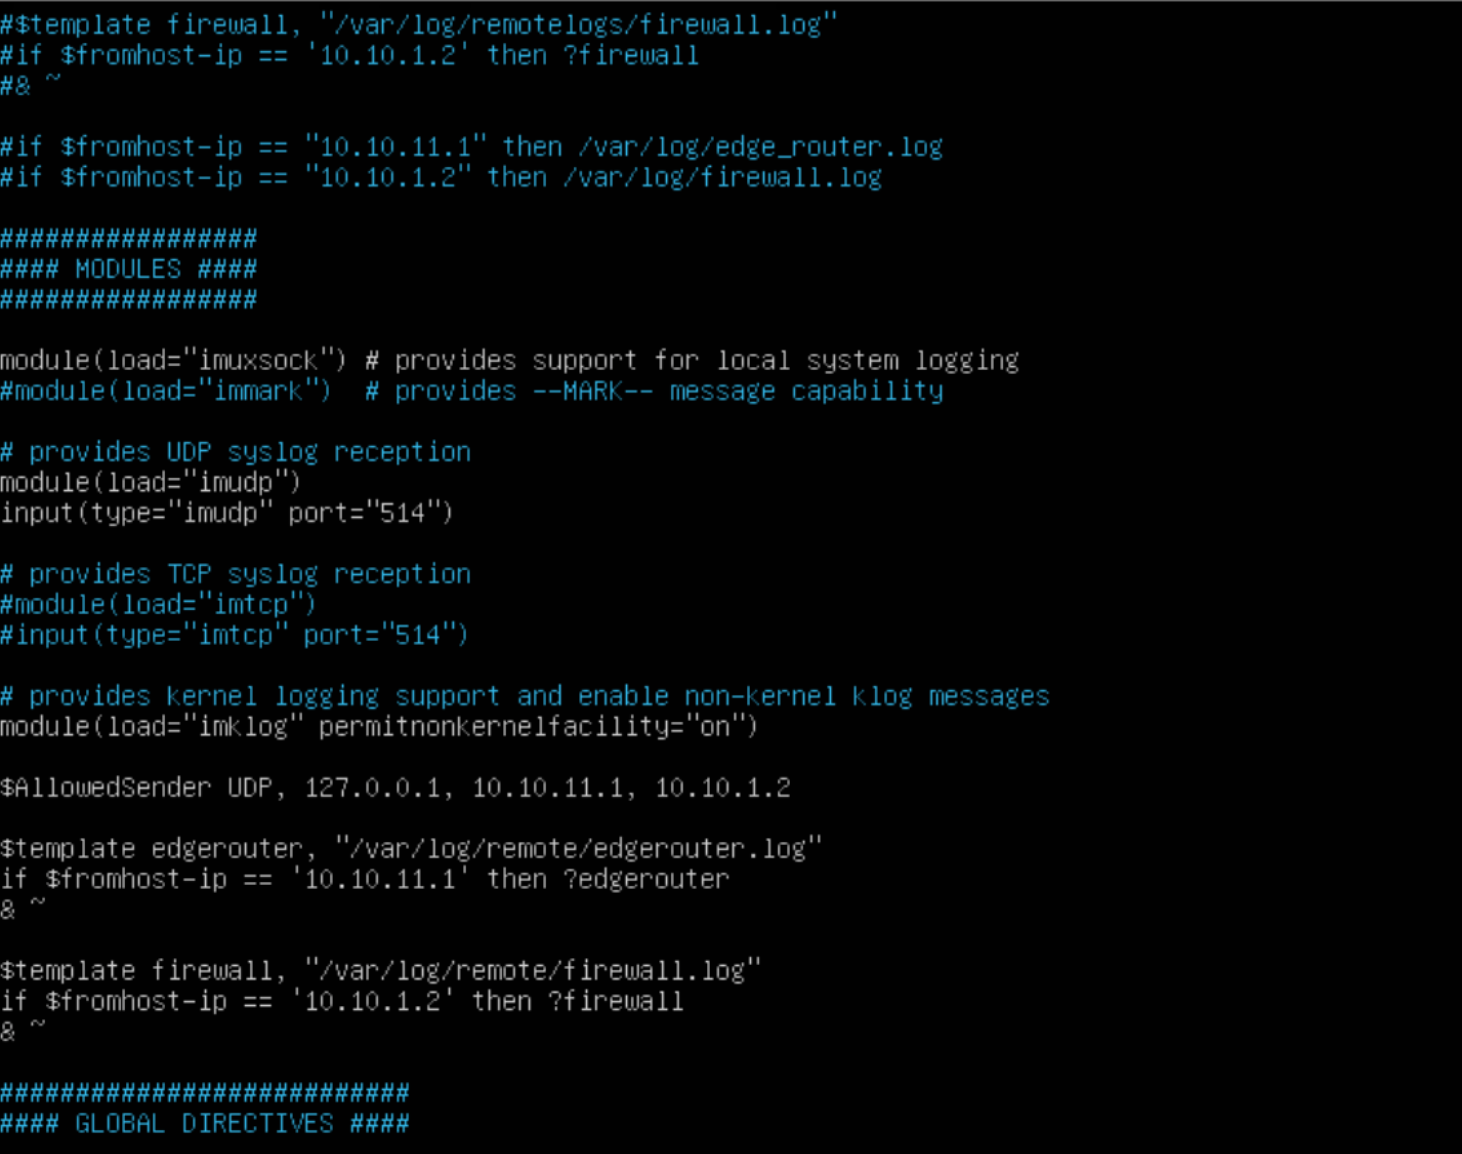 #$template firewall, "/var/log/remotelogs/firewall.log"
#if $fromhost-ip == '10.10.1.2' then ?firewall
#& ~
#if $fromhost-ip == "10.10.11.1" then /var/log/edge_router.log
#if $fromhost-ip == "10.10.1.2" then /var/log/firewall.log
#################
#### MODULES ####
#################
module(load="imuxsock") # provides support for local system logging
#module(load="immark")  # provides --MARK-- message capability
# provides UDP syslog reception
module(load="imudp")
input(type="imudp" port="514")
# provides TCP syslog reception
#module(load="imtcp")
#input(type="imtcp" port="514")
# provides kernel logging support and enable non-kernel klog messages
module(load="imklog" permitnonkernelfacility="on")
$AllowedSender UDP, 127.0.0.1, 10.10.11.1, 10.10.1.2
$template edgerouter, "/var/log/remote/edgerouter.log"
if $fromhost-ip == '10.10.11.1' then ?edgerouter
& ~
$template firewall, "/var/log/remote/firewall.log"
if $fromhost-ip == '10.10.1.2' then ?firewall
& ~
###########################
#### GLOBAL DIRECTIVES ####